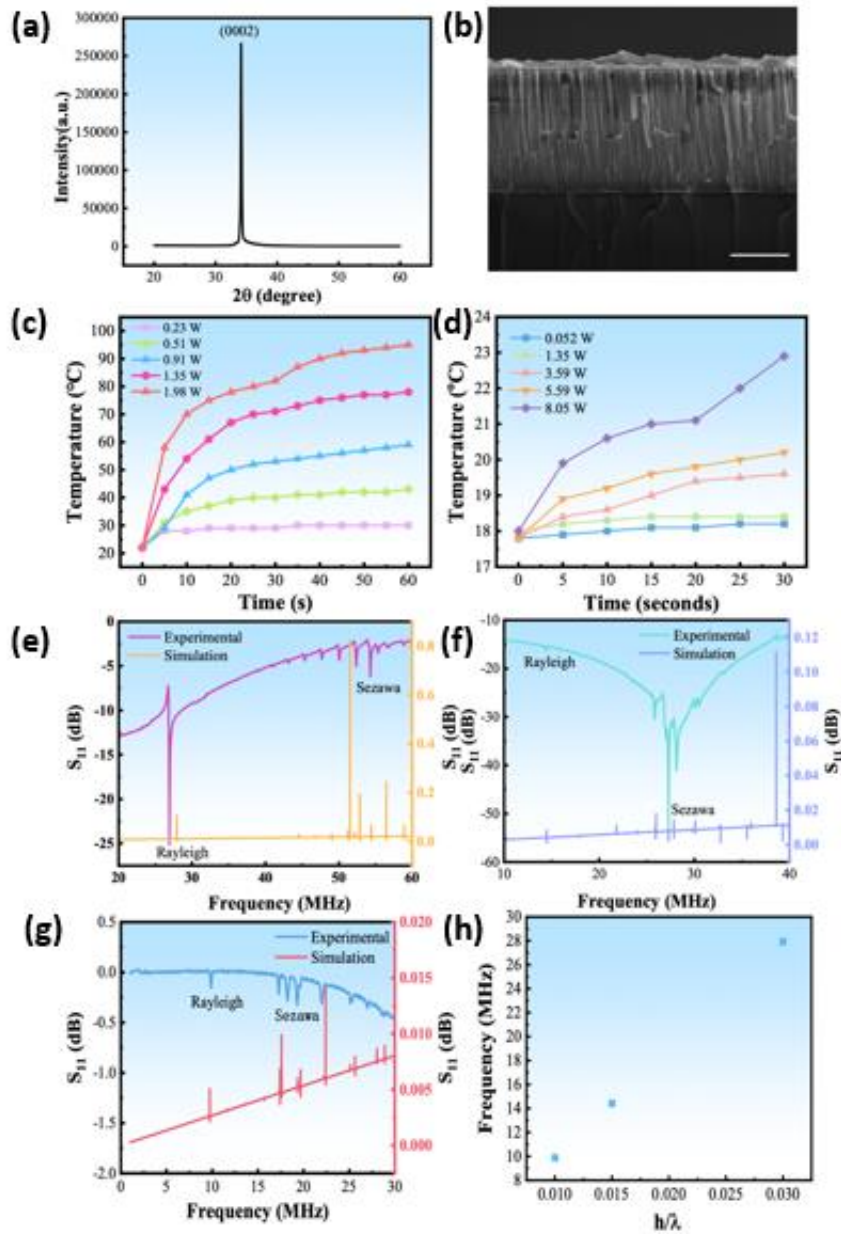 (a)
300000
250000
200000
150000
100000
50000
0
(0002)
Intensity(a.u.)
20 30 40 50 60
2θ (degree)
(b)
(c)
100
90
80
70
60
50
40
30
20
0.23 W
0.51 W
0.91 W
1.35 W
1.98 W
Temperature (°C)
0 10 20 30 40 50 60
Time (s)
(d)
24
23
22
21
20
19
18
17
0.052 W
1.35 W
3.59 W
5.59 W
8.05 W
Temperature (°C)
0 5 10 15 20 25 30
Time (seconds)
(e)
0
-5
-10
-15
-20
-25
Experimental
Simulation
Sezawa
Rayleigh
S11 (dB)
0.8
0.6
0.4
0.2
0.0
S11 (dB)
20 30 40 50 60
Frequency (MHz)
(f)
-10
-20
-30
-40
-50
-60
Rayleigh
Experimental
Simulation
Sezawa
S11 (dB)
0.12
0.10
0.08
0.06
0.04
0.02
0.00
S11 (dB)
10 20 30 40
Frequency (MHz)
(g)
0.5
0.0
-0.5
-1.0
-1.5
-2.0
Experimental
Simulation
Rayleigh
Sezawa
S11 (dB)
0.020
0.015
0.010
0.005
0.000
S11 (dB)
0 5 10 15 20 25 30
Frequency (MHz)
(h)
30
28
26
24
22
20
18
16
14
12
10
8
Frequency (MHz)
0.010 0.015 0.020 0.025 0.030
h/λ